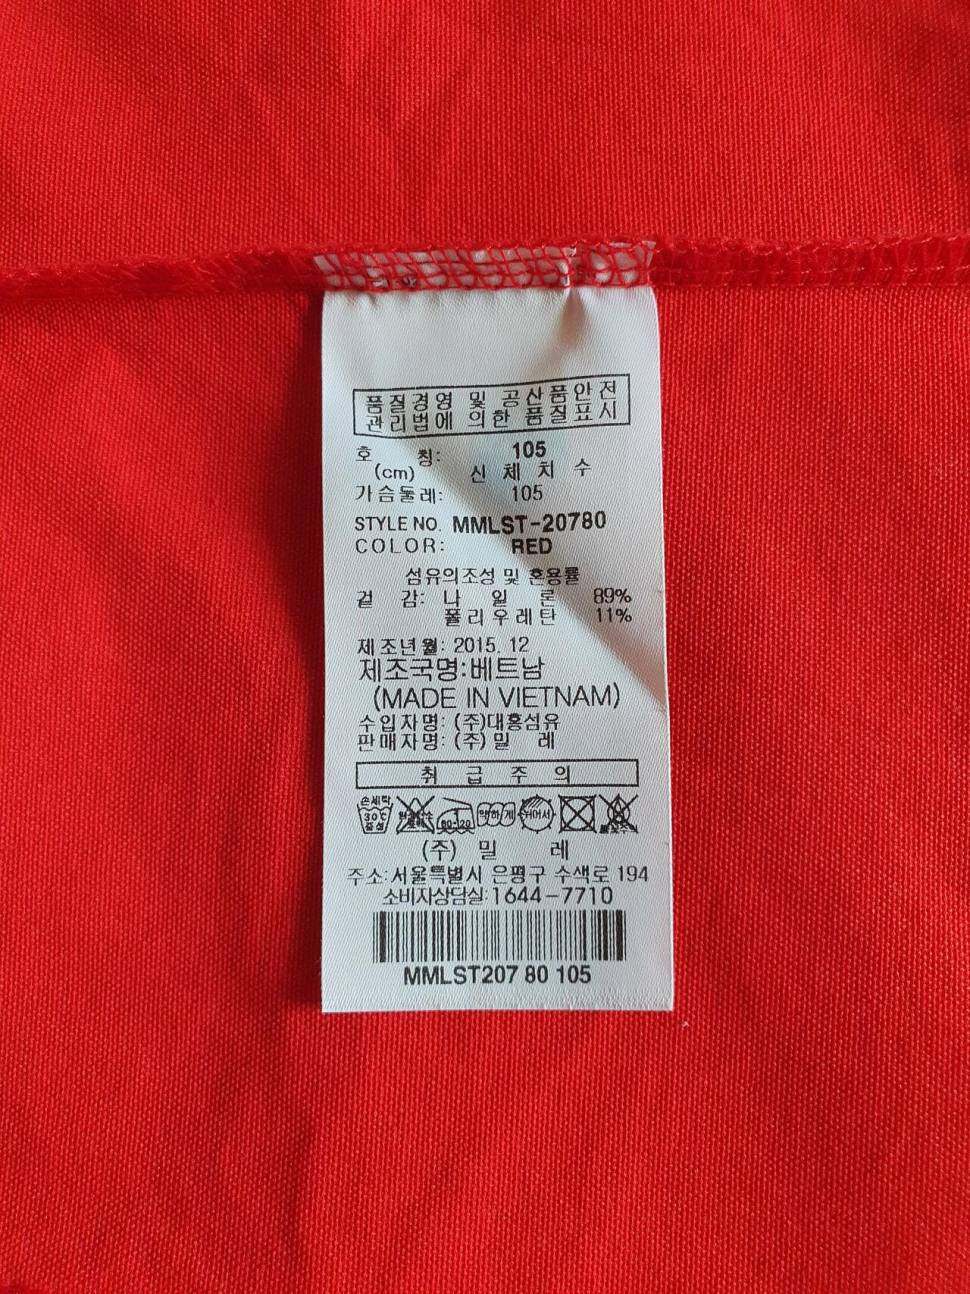 품질경영 및 공산품안전
관리법에 의한 품질표시
호 칭: 105
(cm) 신 체 치 수
가슴둘레: 105
STYLE NO. MMLST-20780
COLOR: RED
섬유의조성 및 혼용률
겉 감: 나 일 론 89%
폴리우레탄 11%
제조년월: 2015. 12
제조국명:베트남
(MADE IN VIETNAM)
수입자명: (주)대홍섬유
판매자명: (주) 밀 레
취 급 주 의
손세탁
30℃
중성
약하게
(주) 밀 레
주소:서울특별시 은평구 수색로 194
소비자상담실:1644-7710
MMLST207 80 105